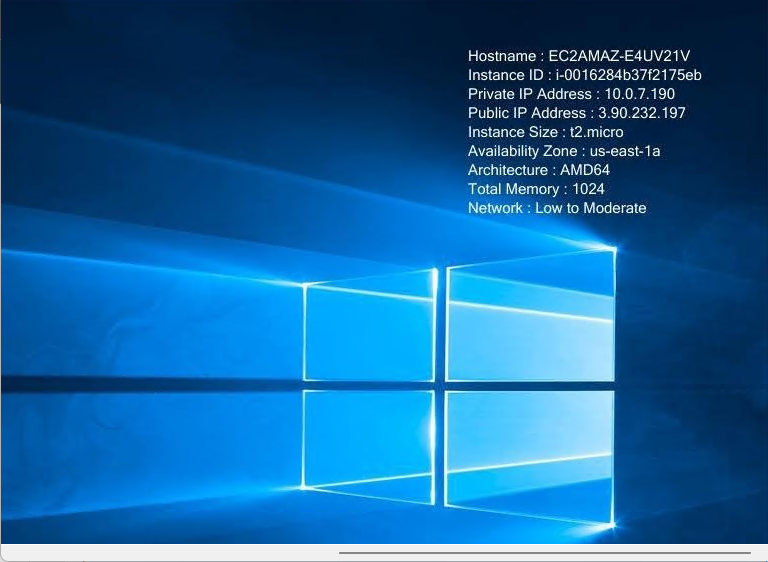 Hostname : EC2AMAZ-E4UV21V
Instance ID : i-0016284b37f2175eb
Private IP Address : 10.0.7.190
Public IP Address : 3.90.232.197
Instance Size : t2.micro
Availability Zone : us-east-1a
Architecture : AMD64
Total Memory : 1024
Network : Low to Moderate